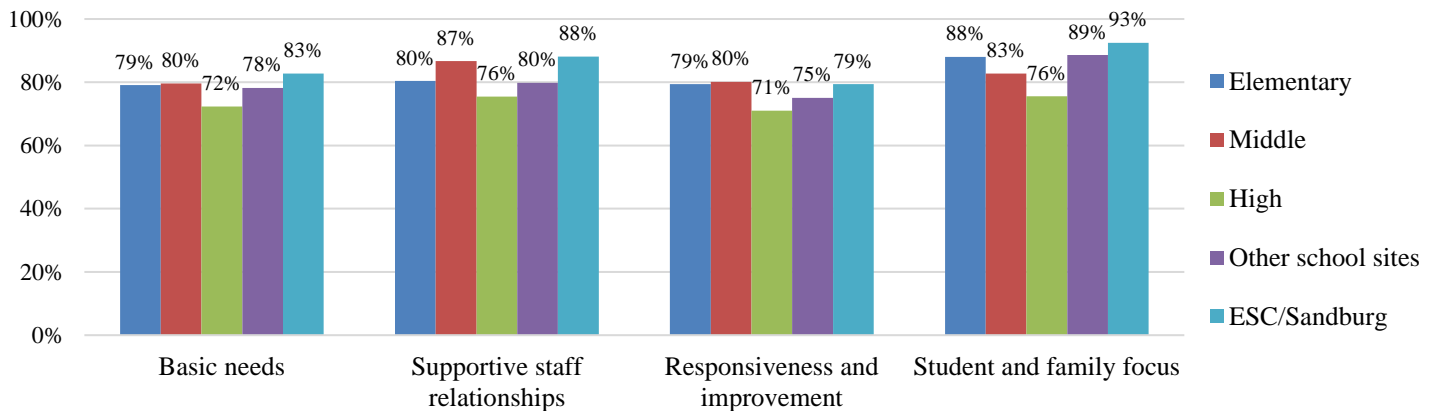 100%
80%
60%
40%
20%
0%
79%
80%
72%
78%
83%
80%
87%
76%
80%
88%
79%
80%
71%
75%
79%
88%
83%
76%
89%
93%
Basic needs
Supportive staff
relationships
Responsiveness and
improvement
Student and family focus
Elementary
Middle
High
Other school sites
ESC/Sandburg